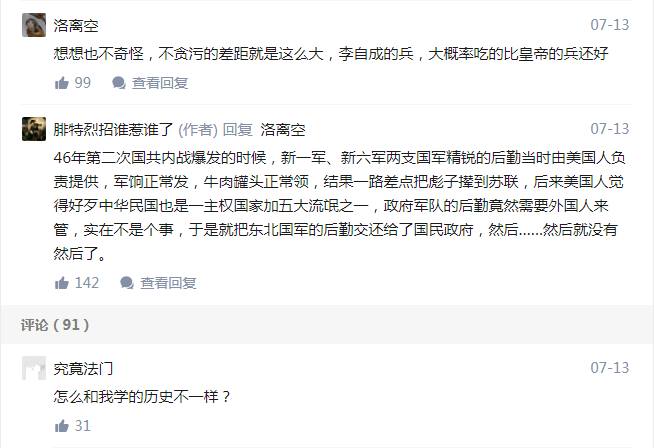 洛离空 07-13
想想也不奇怪，不贪污的差距就是这么大，李自成的兵，大概率吃的比皇帝的兵还好
99 查看回复
腓特烈招谁惹谁了 (作者) 回复 洛离空 07-13
46年第二次国共内战爆发的时候，新一军、新六军两支国军精锐的后勤当时由美国人负
责提供，军饷正常发，牛肉罐头正常领，结果一路差点把彪子撵到苏联，后来美国人觉
得好歹中华民国也是一主权国家加五大流氓之一，政府军队的后勤竟然需要外国人来
管，实在不是个事，于是就把东北国军的后勤交还给了国民政府，然后......然后就没有
然后了。
142 查看回复
评论（91）
究竟法门 07-13
怎么和我学的历史不一样？
31